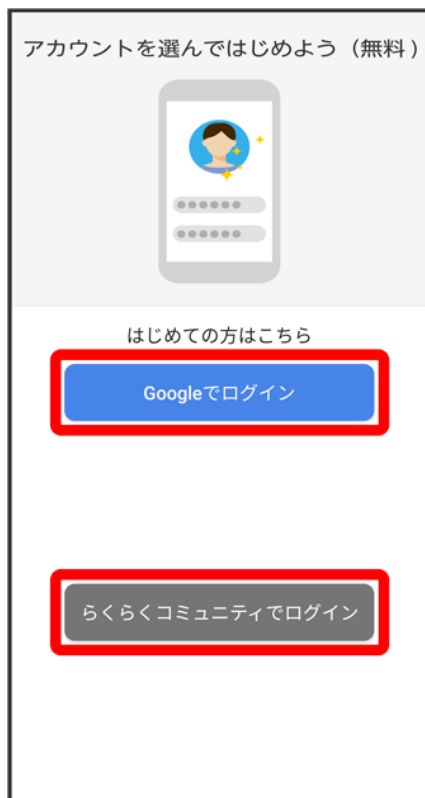 アカウントを選んではじめよう（無料）
はじめての方はこちら
Googleでログイン
らくらくコミュニティでログイン